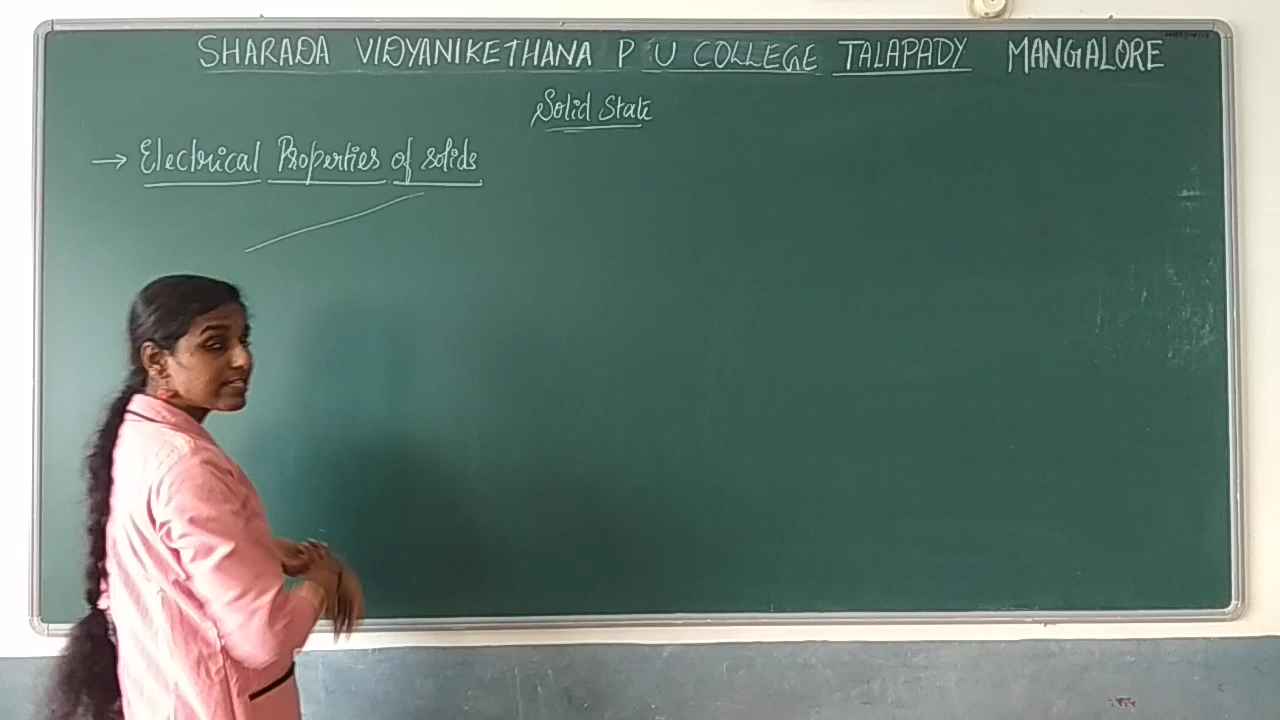 SHARADA VIDYANIKETHANA P U COLLEGE TALAPADY MANGALORE
Solid State
→ Electrical Properties of solids